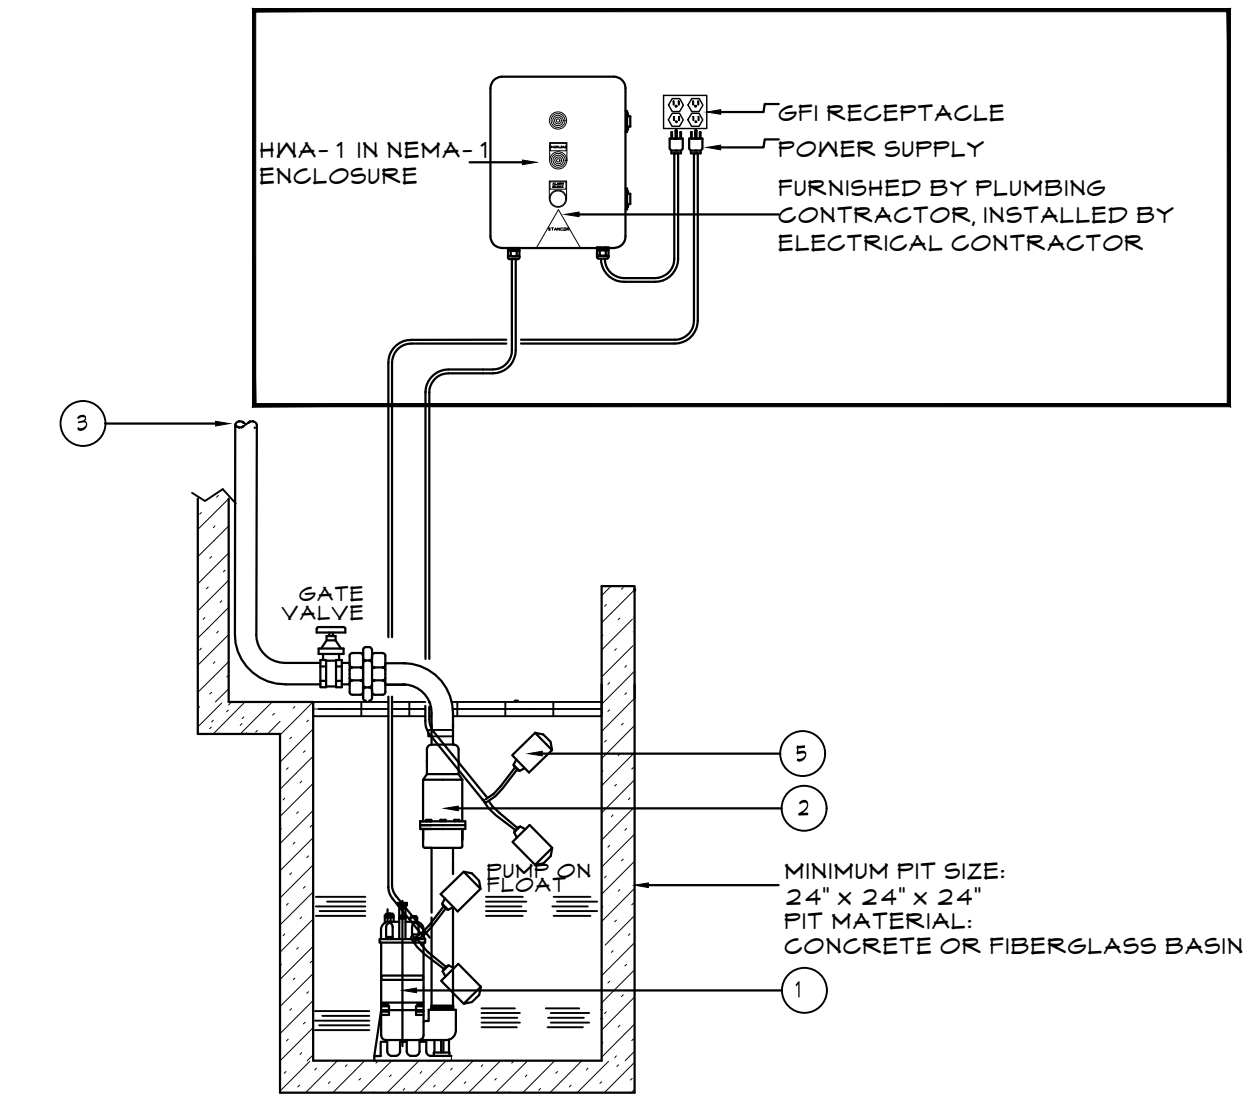 HWA-1 IN NEMA-1
ENCLOSURE
STANCOR
GFI RECEPTACLE
POWER SUPPLY
FURNISHED BY PLUMBING
CONTRACTOR, INSTALLED BY
ELECTRICAL CONTRACTOR
3
GATE
VALVE
5
2
PUMP ON
FLOAT
MINIMUM PIT SIZE:
24" x 24" x 24"
PIT MATERIAL:
CONCRETE OR FIBERGLASS BASIN
1